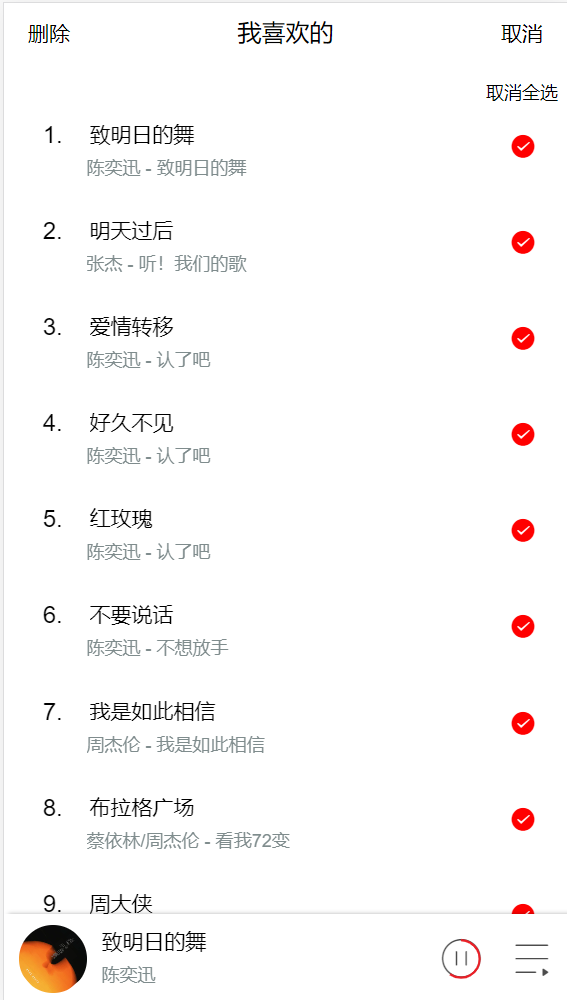 删除 我喜欢的 取消
取消全选
1. 致明日的舞
陈奕迅 - 致明日的舞
2. 明天过后
张杰 - 听！我们的歌
3. 爱情转移
陈奕迅 - 认了吧
4. 好久不见
陈奕迅 - 认了吧
5. 红玫瑰
陈奕迅 - 认了吧
6. 不要说话
陈奕迅 - 不想放手
7. 我是如此相信
周杰伦 - 我是如此相信
8. 布拉格广场
蔡依林/周杰伦 - 看我72变
9. 周大侠
致明日的舞
陈奕迅